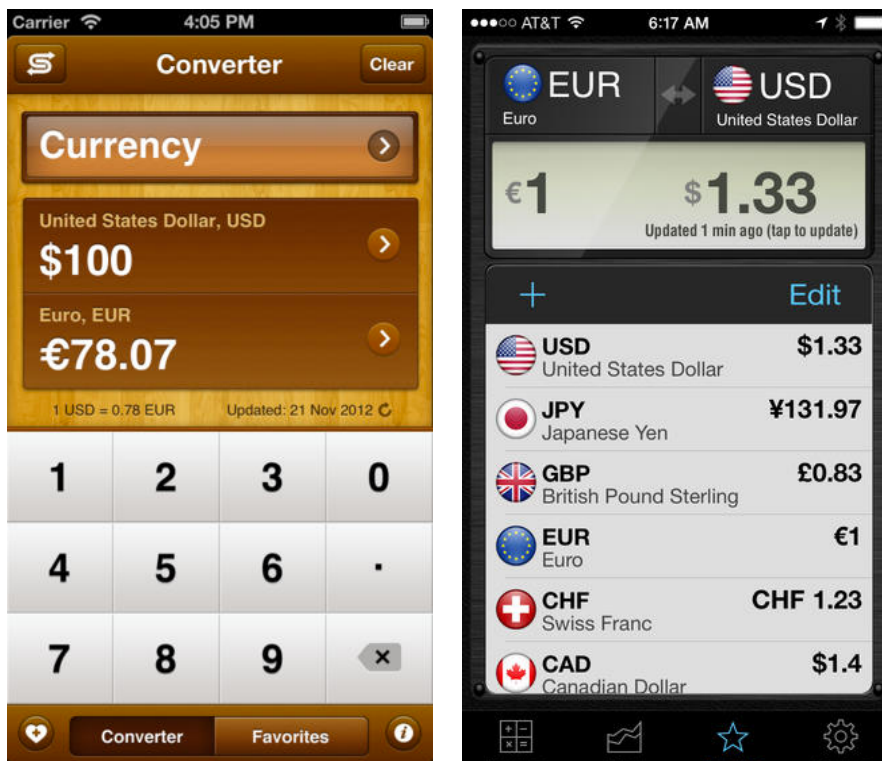 Carrier 4:05 PM
Converter Clear
Currency
United States Dollar, USD
$100
Euro, EUR
€78.07
1 USD = 0.78 EUR Updated: 21 Nov 2012
1 2 3 0
4 5 6 .
7 8 9
Converter Favorites
AT&T 6:17 AM
EUR USD
Euro United States Dollar
€1 $1.33
Updated 1 min ago (tap to update)
+ Edit
USD $1.33
United States Dollar
JPY ¥131.97
Japanese Yen
GBP £0.83
British Pound Sterling
EUR €1
Euro
CHF CHF 1.23
Swiss Franc
CAD $1.4
Canadian Dollar